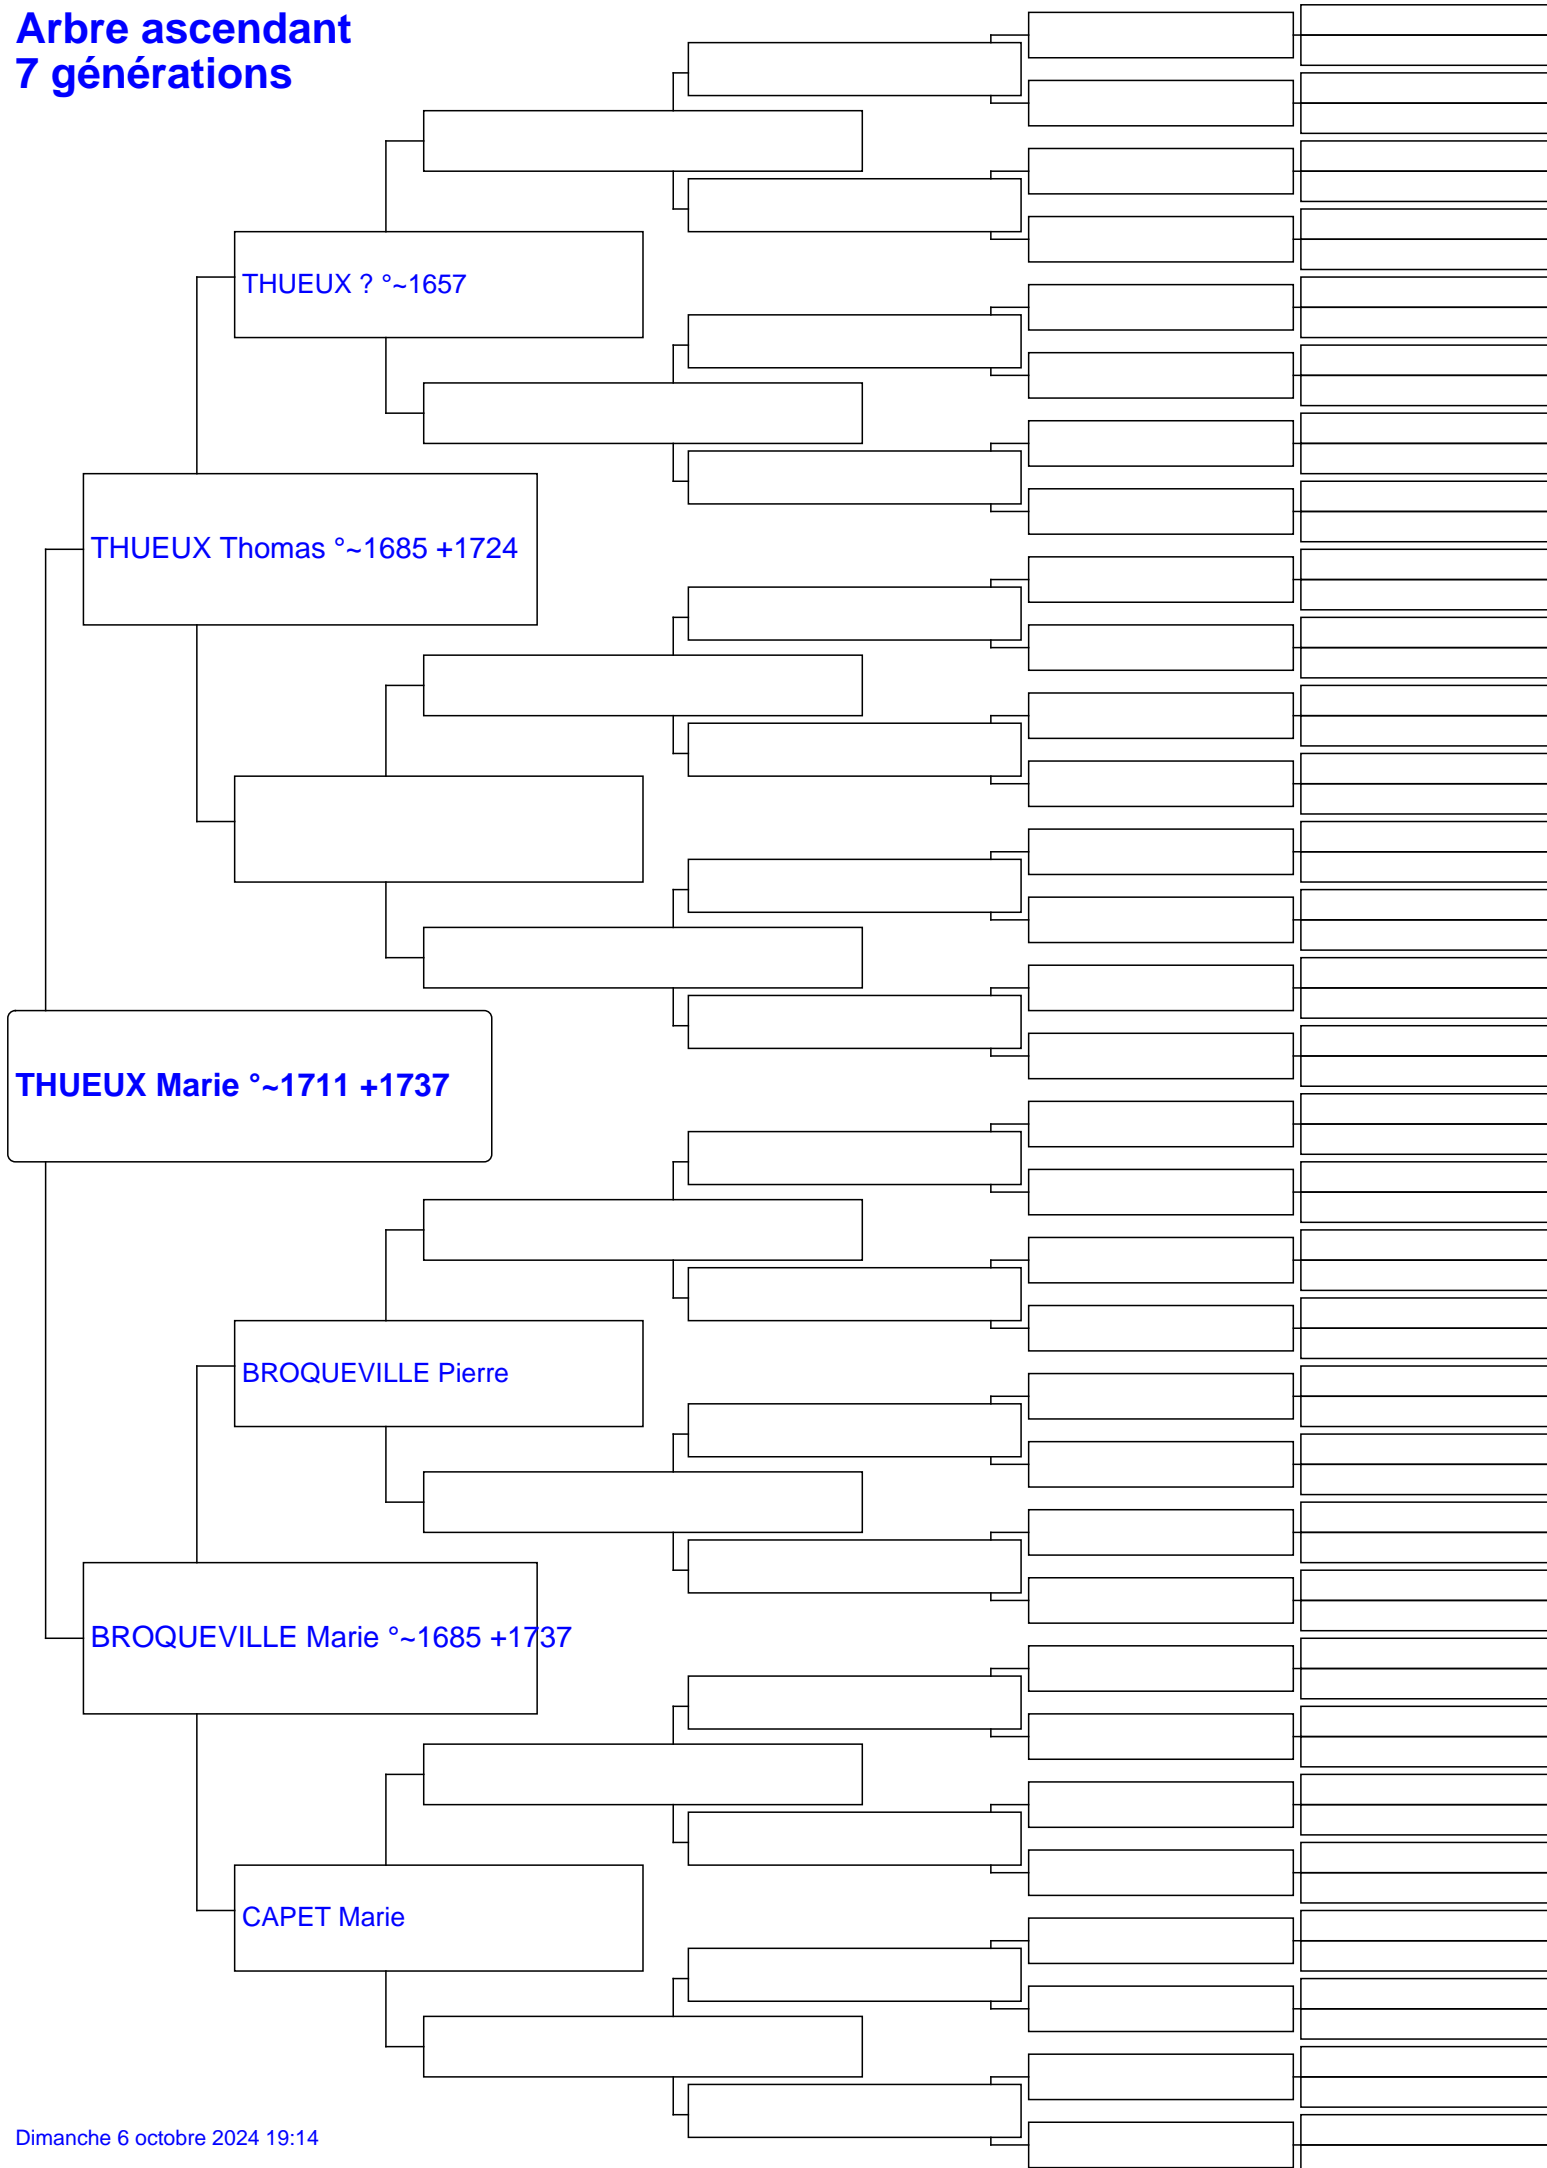 Arbre ascendant
7 générations
THUEUX ? °~1657
THUEUX Thomas °~1685 +1724
THUEUX Marie °~1711 +1737
BROQUEVILLE Pierre
BROQUEVILLE Marie °~1685 +1737
CAPET Marie
Dimanche 6 octobre 2024 19:14